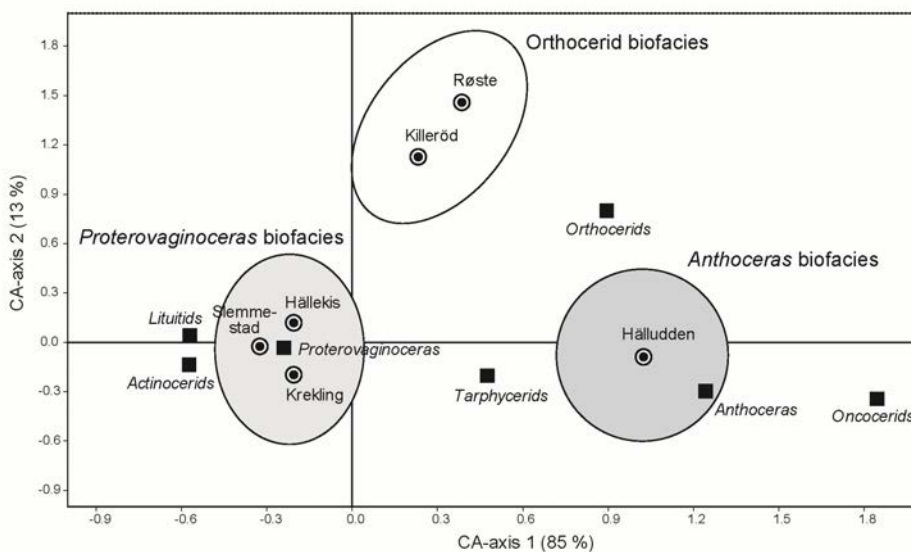 Orthocerid biofacies
Røste
Killeröd
Orthocerids
Proterovaginoceras biofacies
Anthoceras biofacies
Hällekis
Slemme-
stad
Lituitids
Proterovaginoceras
Hälludden
Actinocerids
Krekling
Tarphycerids
Anthoceras
Oncocerids
CA-axis 2 (13 %)
1.8
1.5
1.2
0.9
0.6
0.3
0.0
-0.3
-0.6
-0.9
-0.9
-0.6
-0.3
0.0
0.3
0.6
0.9
1.2
1.5
1.8
CA-axis 1 (85 %)